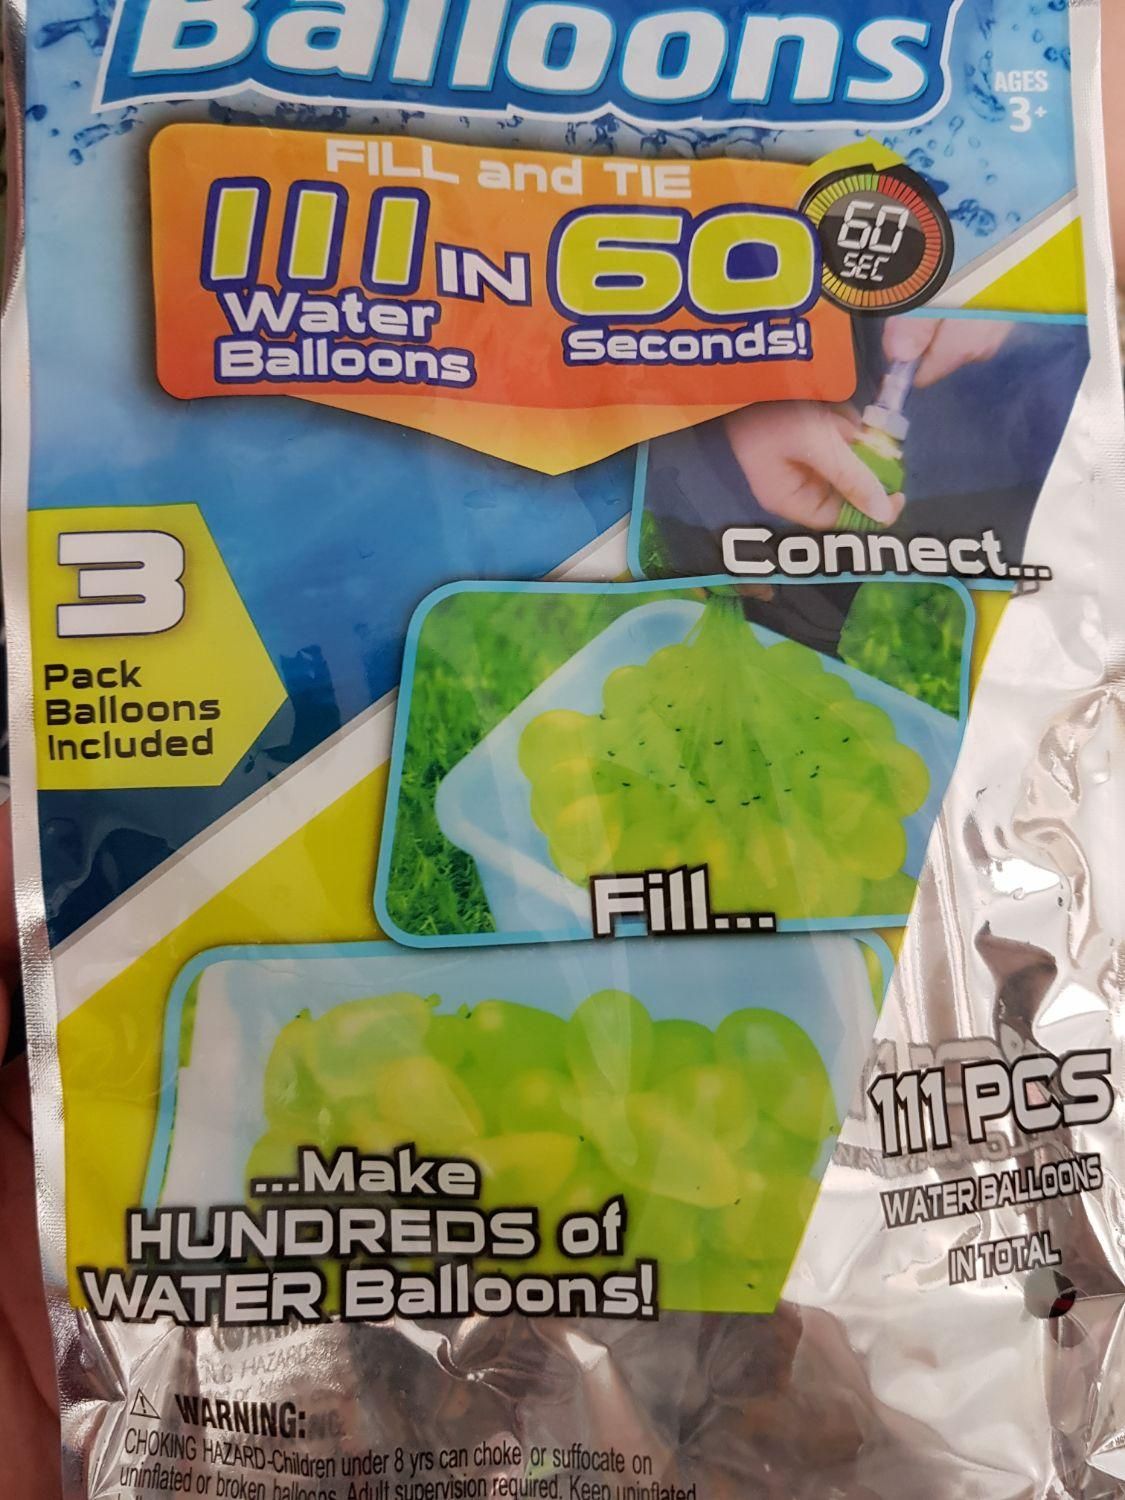 Balloons
AGES
3+
FILL and TIE
111 IN 60
Water
Balloons
Seconds!
60
SEC
Connect...
3
Pack
Balloons
Included
Fill...
...Make
HUNDREDS of
WATER Balloons!
111 PCS
WATER BALLOONS
IN TOTAL
WARNING:
CHOKING HAZARD-Children under 8 yrs can choke or suffocate on
uninflated or broken balloons. Adult supervision required. Keep uninflated